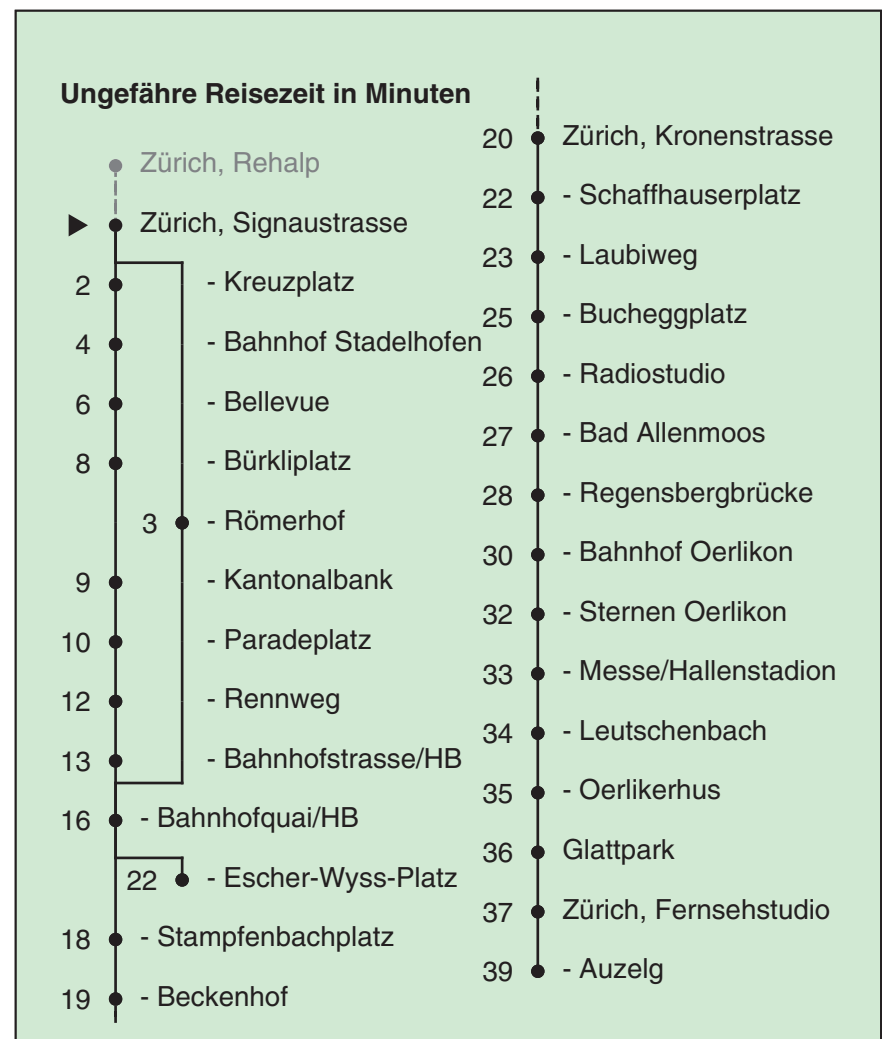 Ungefähre Reisezeit in Minuten
Zürich, Rehalp
Zürich, Signaustrasse
2 - Kreuzplatz
4 - Bahnhof Stadelhofen
6 - Bellevue
8 - Bürkliplatz
3 - Römerhof
9 - Kantonalbank
10 - Paradeplatz
12 - Rennweg
13 - Bahnhofstrasse/HB
16 - Bahnhofquai/HB
22 - Escher-Wyss-Platz
18 - Stampfenbachplatz
19 - Beckenhof
20 Zürich, Kronenstrasse
22 - Schaffhauserplatz
23 - Laubiweg
25 - Bucheggplatz
26 - Radiostudio
27 - Bad Allenmoos
28 - Regensbergbrücke
30 - Bahnhof Oerlikon
32 - Sternen Oerlikon
33 - Messe/Hallenstadion
34 - Leutschenbach
35 - Oerlikerhus
36 Glattpark
37 Zürich, Fernsehstudio
39 - Auzelg